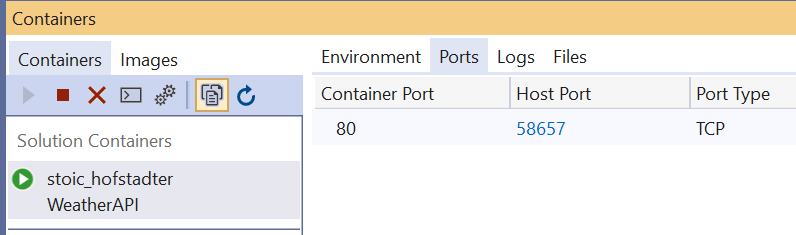 Containers
Containers Images
Environment Ports Logs Files
Container Port Host Port Port Type
80 58657 TCP
Solution Containers
stoic_hofstadter
WeatherAPI